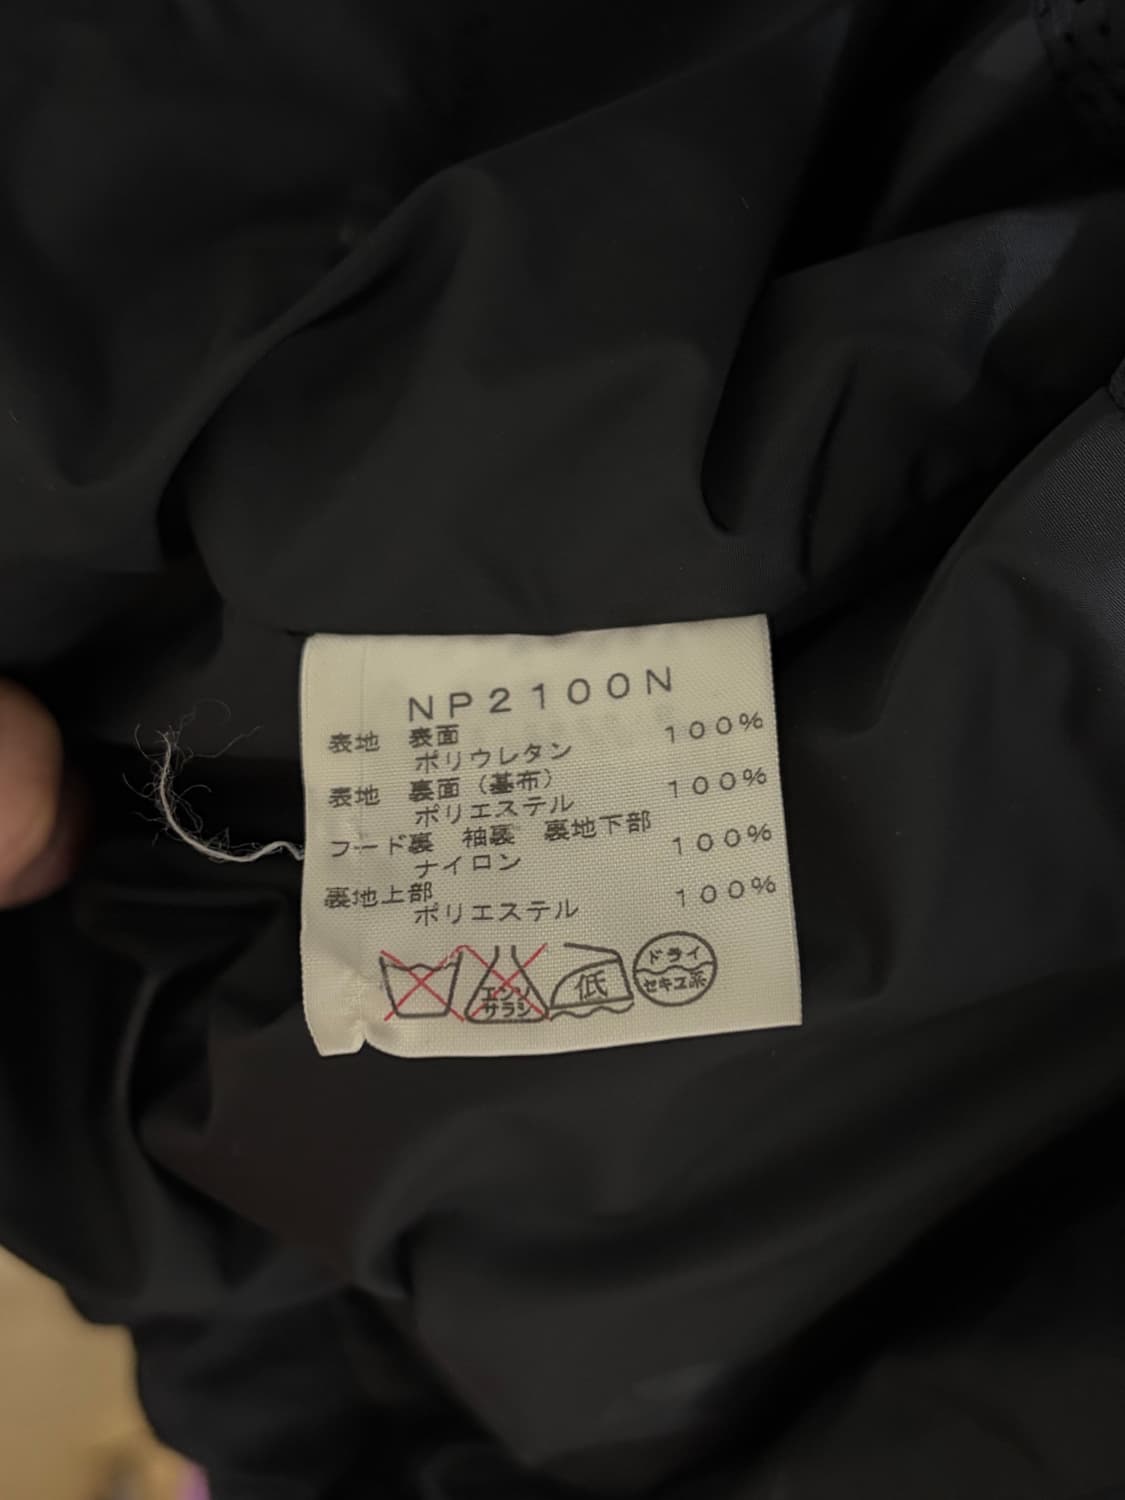 NP2100N
表地 表面
ポリウレタン 100%
表地 裏面(基布)
ポリエステル 100%
フード裏 袖裏 裏地下部
ナイロン 100%
裏地上部
ポリエステル 100%
エンソ
サラシ
低
ドライ
セキユ系